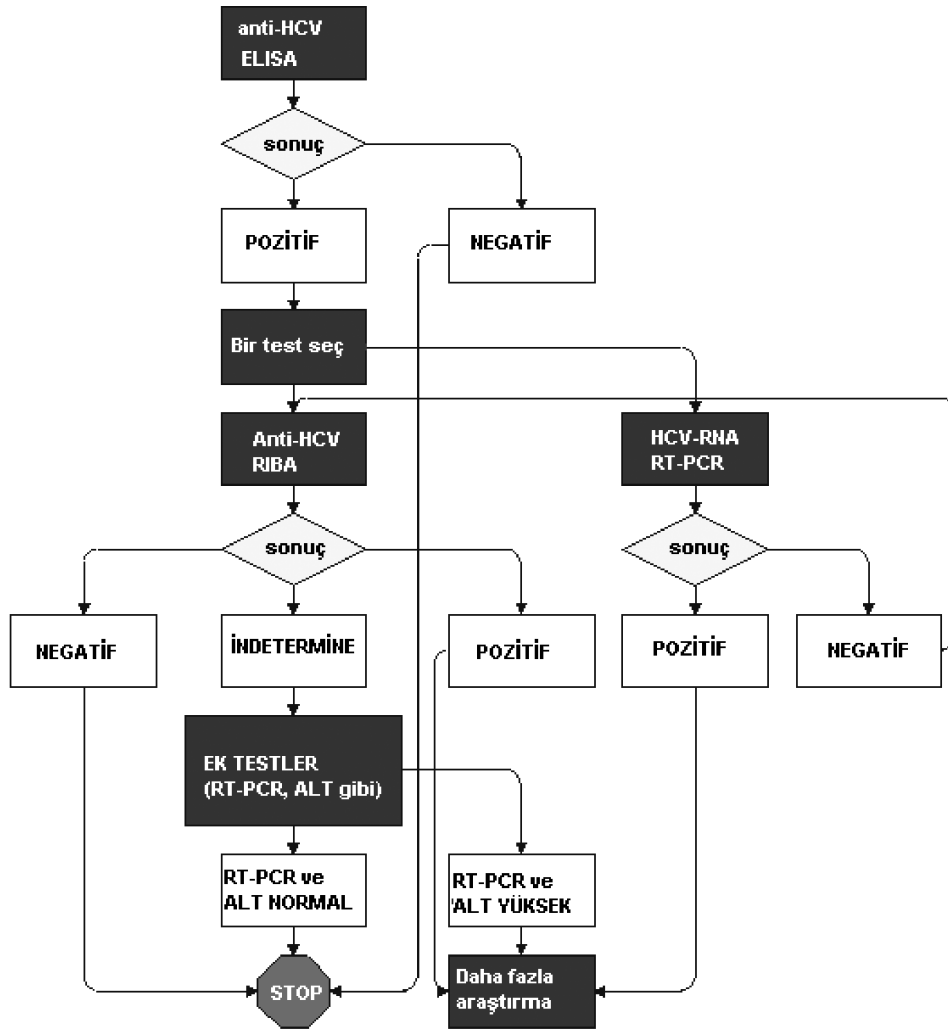 anti-HCV
ELISA
sonuç
POZİTİF
NEGATİF
Bir test seç
Anti-HCV
RIBA
HCV-RNA
RT-PCR
sonuç
sonuç
NEGATİF
İNDETERMİNE
POZİTİF
POZİTİF
NEGATİF
EK TESTLER
(RT-PCR, ALT gibi)
RT-PCR ve
ALT NORMAL
RT-PCR ve
ALT YÜKSEK
STOP
Daha fazla
araştırma